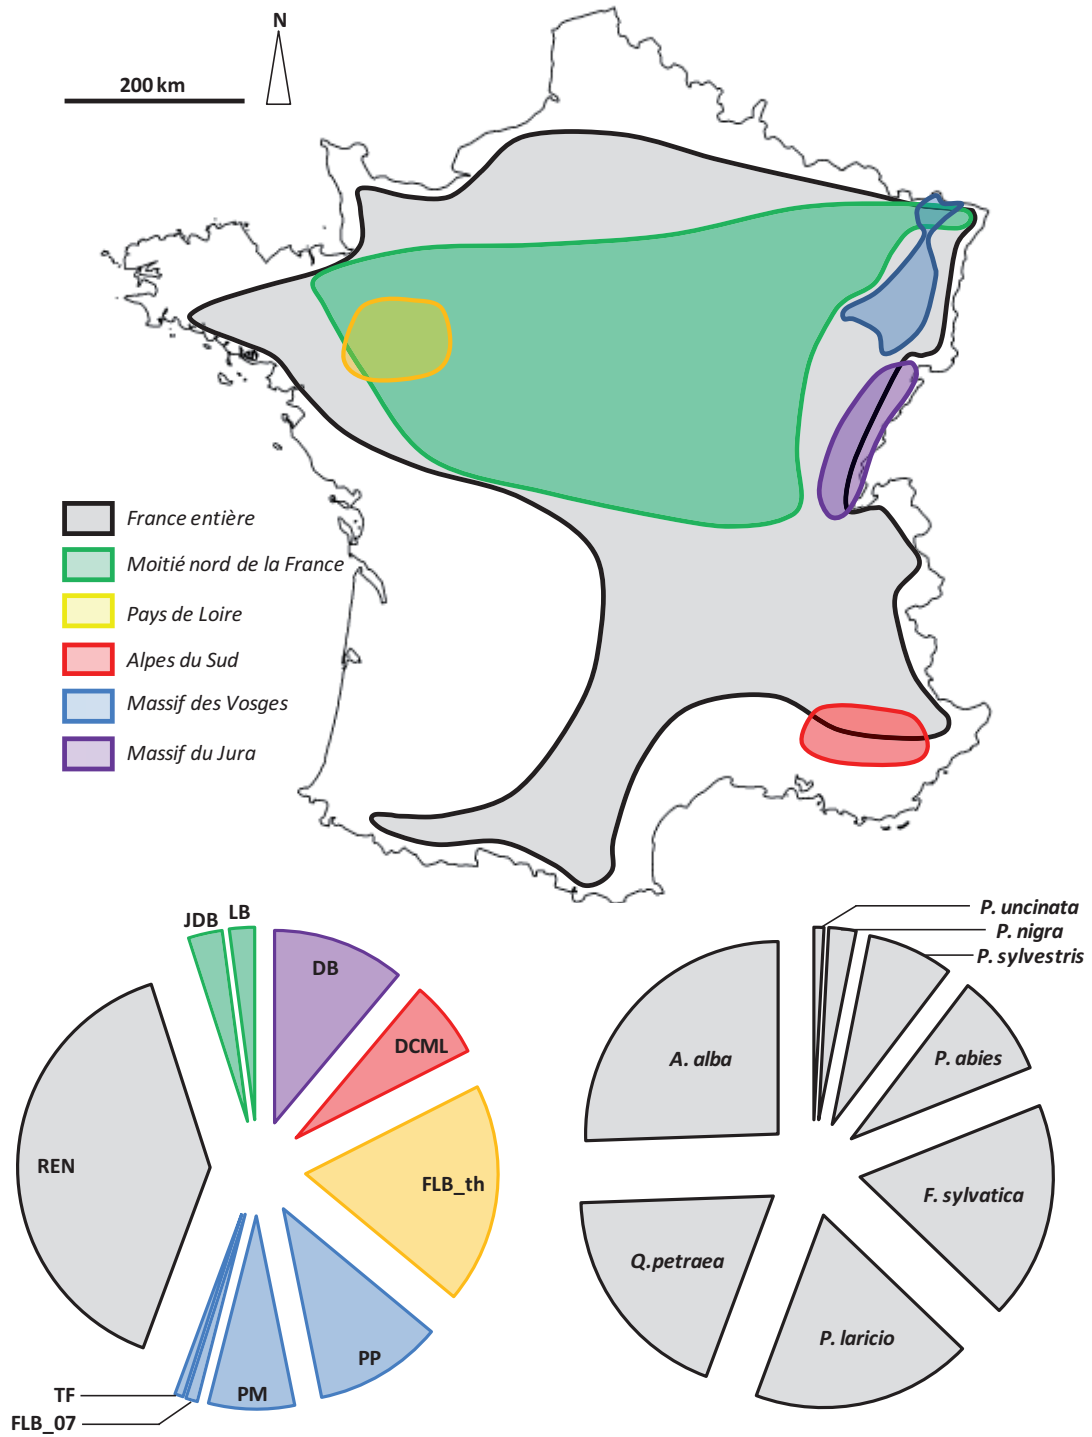 N
200 km
France entière
Moitié nord de la France
Pays de Loire
Alpes du Sud
Massif des Vosges
Massif du Jura
JDB
LB
DB
DCML
REN
FLB_th
PP
PM
TF
FLB_07
P. uncinata
P. nigra
P. sylvestris
A. alba
P. abies
F. sylvatica
Q.petraea
P. laricio